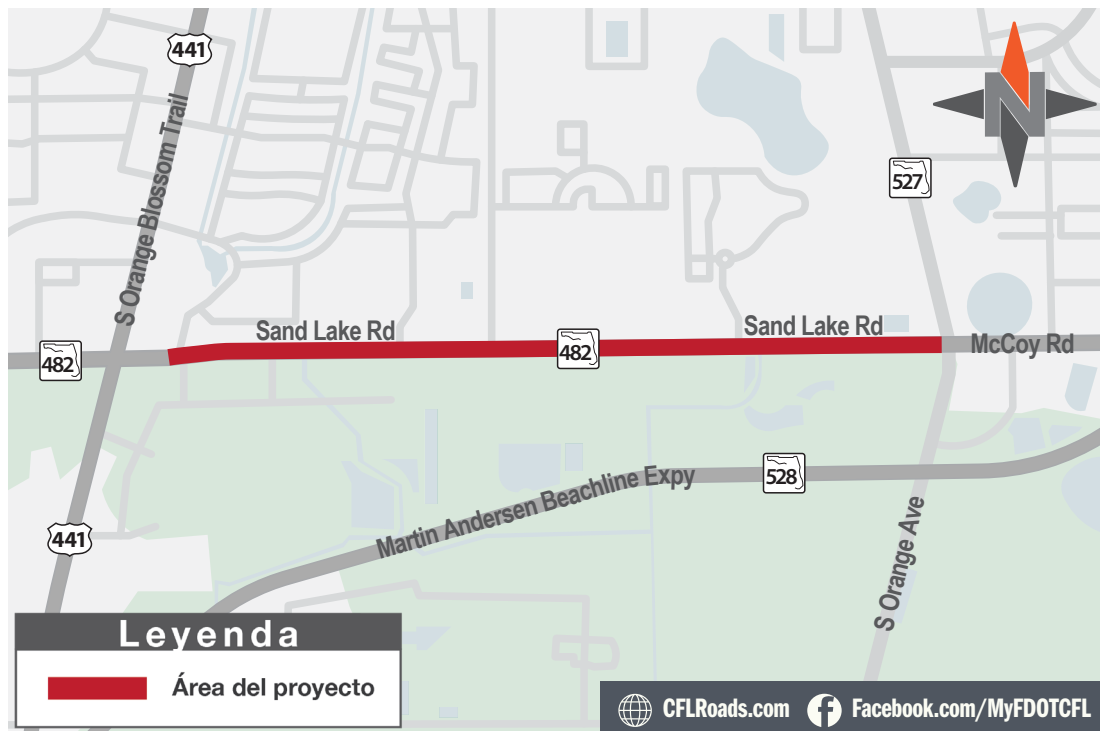 441
S Orange Blossom Trail
527
N
Sand Lake Rd
Sand Lake Rd
482
482
McCoy Rd
528
Martin Andersen Beachline Expy
441
S Orange Ave
Leyenda
Área del proyecto
CFLRoads.com
Facebook.com/MyFDOTCFL